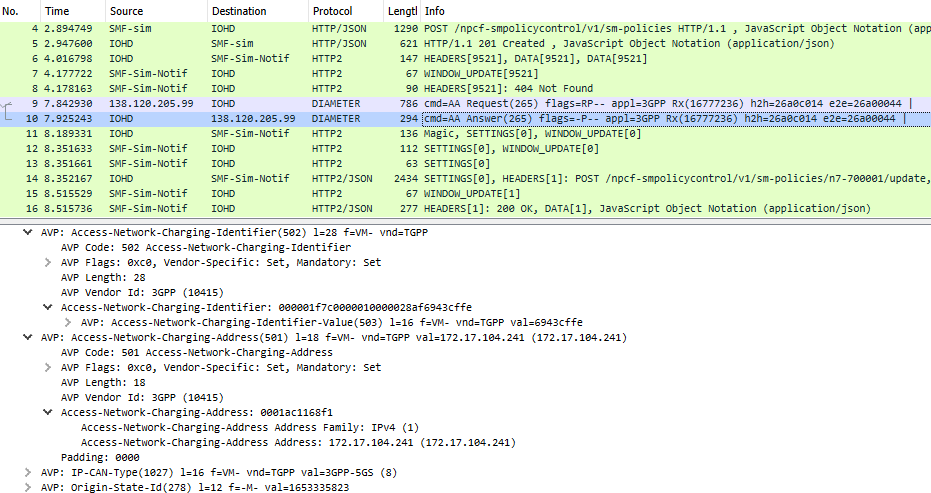 No. Time Source Destination Protocol Lengtl Info
4 2.894749 SMF-sim IOHD HTTP/JSON 1290 POST /npcf-smpolicycontrol/v1/sm-policies HTTP/1.1 , JavaScript Object Notation (app
5 2.947600 IOHD SMF-sim HTTP/JSON 621 HTTP/1.1 201 Created , JavaScript Object Notation (application/json)
6 4.016798 IOHD SMF-Sim-Notif HTTP2 147 HEADERS[9521], DATA[9521], DATA[9521]
7 4.177722 SMF-Sim-Notif IOHD HTTP2 67 WINDOW_UPDATE[9521]
8 4.178163 SMF-Sim-Notif IOHD HTTP2 90 HEADERS[9521]: 404 Not Found
9 7.842930 138.120.205.99 IOHD DIAMETER 786 cmd=AA Request(265) flags=RP-- appl=3GPP Rx(16777236) h2h=26a0c014 e2e=26a00044 |
10 7.925243 IOHD 138.120.205.99 DIAMETER 294 cmd=AA Answer(265) flags=-P-- appl=3GPP Rx(16777236) h2h=26a0c014 e2e=26a00044 |
11 8.189331 IOHD SMF-Sim-Notif HTTP2 136 Magic, SETTINGS[0], WINDOW_UPDATE[0]
12 8.351633 SMF-Sim-Notif IOHD HTTP2 112 SETTINGS[0], WINDOW_UPDATE[0]
13 8.351661 SMF-Sim-Notif IOHD HTTP2 63 SETTINGS[0]
14 8.352167 IOHD SMF-Sim-Notif HTTP2/JSON 2434 SETTINGS[0], HEADERS[1]: POST /npcf-smpolicycontrol/v1/sm-policies/n7-700001/update,
15 8.515529 SMF-Sim-Notif IOHD HTTP2 67 WINDOW_UPDATE[1]
16 8.515736 SMF-Sim-Notif IOHD HTTP2/JSON 277 HEADERS[1]: 200 OK, DATA[1], JavaScript Object Notation (application/json)
AVP: Access-Network-Charging-Identifier(502) l=28 f=VM- vnd=TGPP
AVP Code: 502 Access-Network-Charging-Identifier
AVP Flags: 0xc0, Vendor-Specific: Set, Mandatory: Set
AVP Length: 28
AVP Vendor Id: 3GPP (10415)
Access-Network-Charging-Identifier: 000001f7c0000010000028af6943cffe
AVP: Access-Network-Charging-Identifier-Value(503) l=16 f=VM- vnd=TGPP val=6943cffe
AVP: Access-Network-Charging-Address(501) l=18 f=VM- vnd=TGPP val=172.17.104.241 (172.17.104.241)
AVP Code: 501 Access-Network-Charging-Address
AVP Flags: 0xc0, Vendor-Specific: Set, Mandatory: Set
AVP Length: 18
AVP Vendor Id: 3GPP (10415)
Access-Network-Charging-Address: 0001ac1168f1
Access-Network-Charging-Address Address Family: IPv4 (1)
Access-Network-Charging-Address Address: 172.17.104.241 (172.17.104.241)
Padding: 0000
AVP: IP-CAN-Type(1027) l=16 f=VM- vnd=TGPP val=3GPP-5GS (8)
AVP: Origin-State-Id(278) l=12 f=-M- val=1653335823